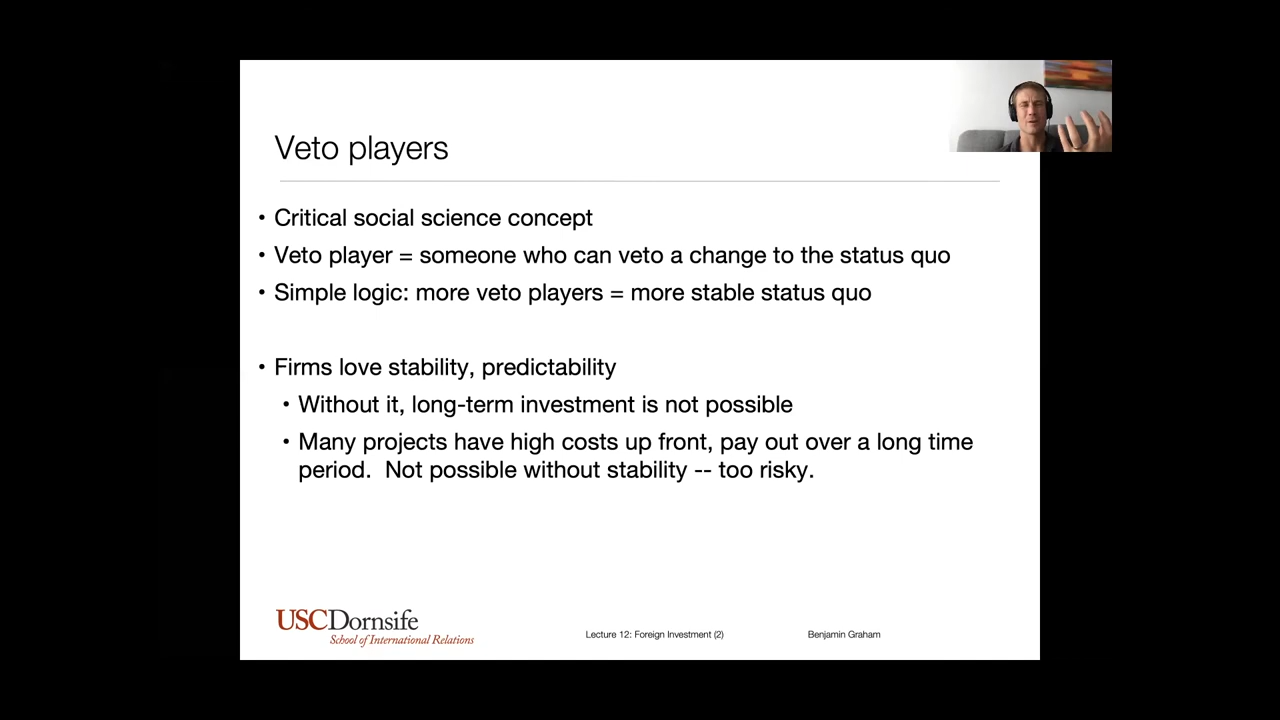 Veto players
• Critical social science concept
• Veto player = someone who can veto a change to the status quo
• Simple logic: more veto players = more stable status quo
• Firms love stability, predictability
• Without it, long-term investment is not possible
• Many projects have high costs up front, pay out over a long time
period.  Not possible without stability -- too risky.
USCDornsife
School of International Relations
Lecture 12: Foreign Investment (2)
Benjamin Graham